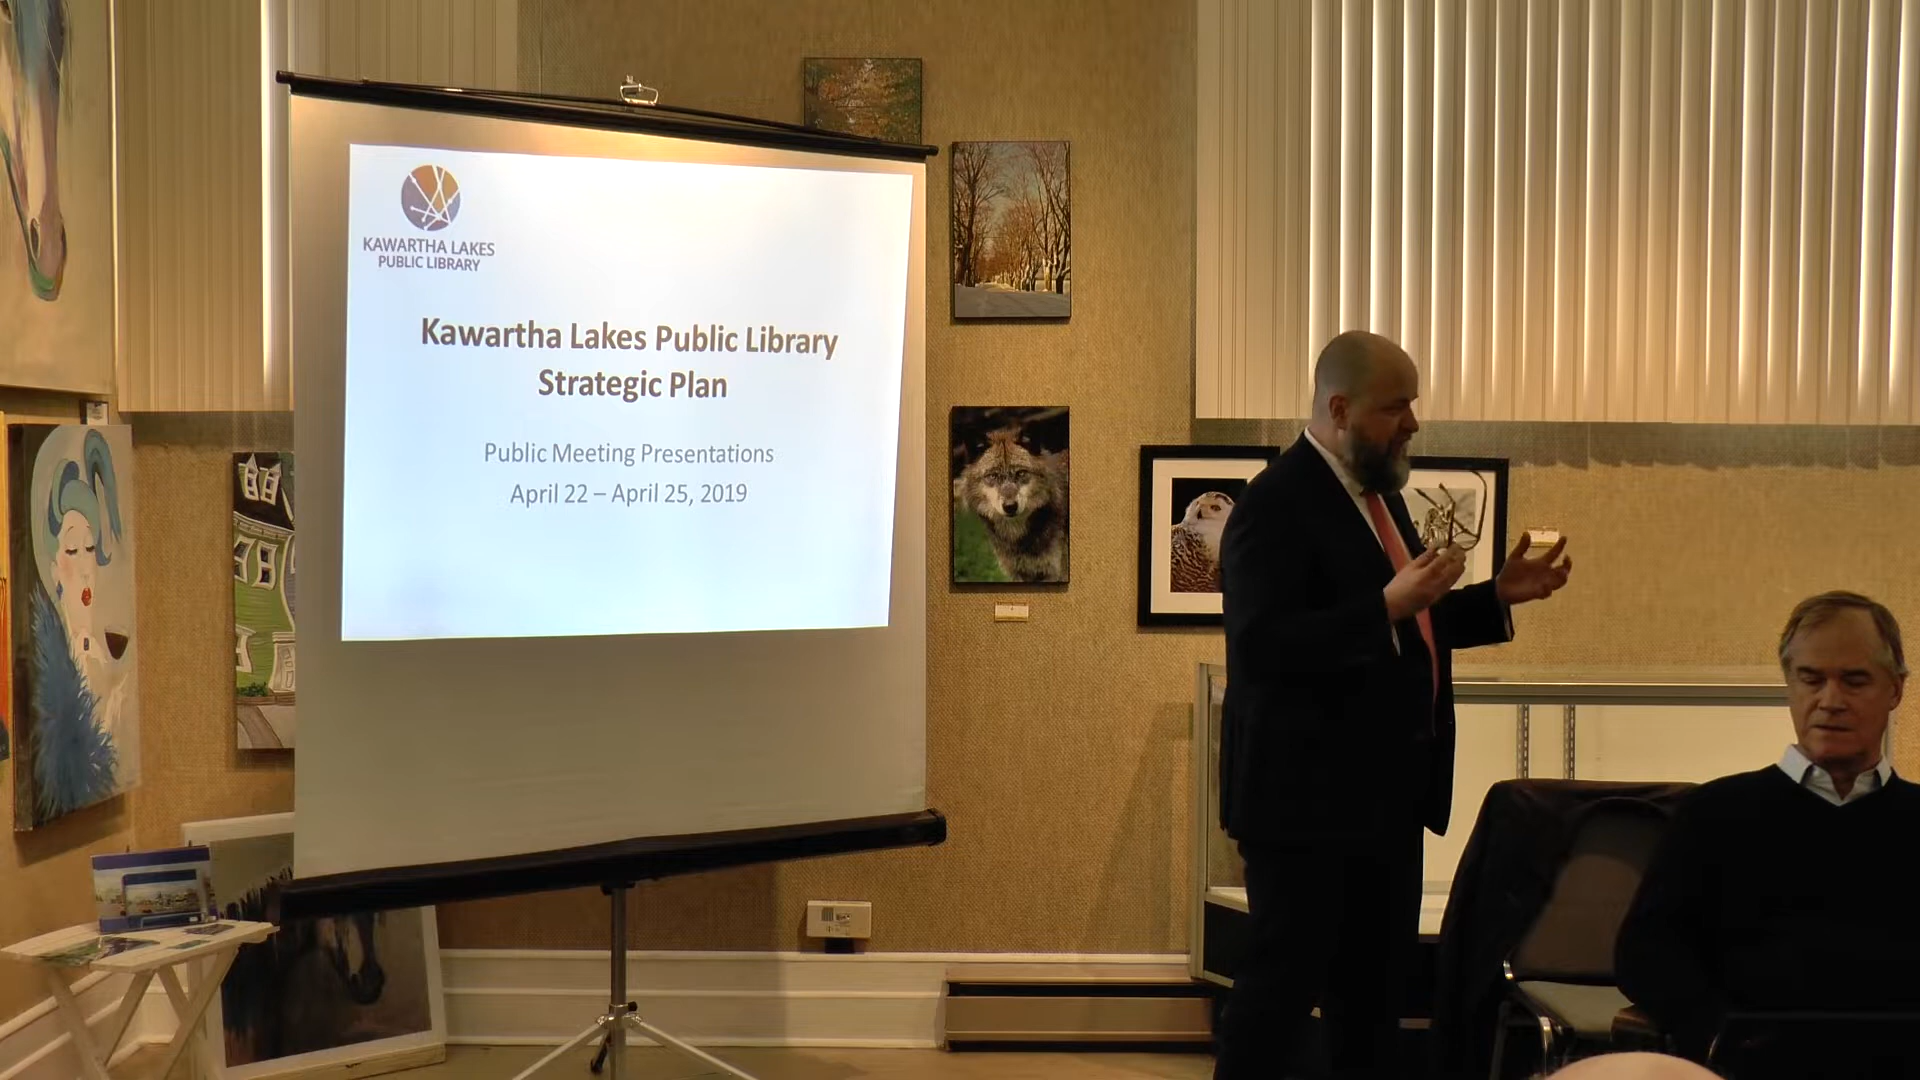 KAWARTHA LAKES
PUBLIC LIBRARY
Kawartha Lakes Public Library
Strategic Plan
Public Meeting Presentations
April 22 – April 25, 2019